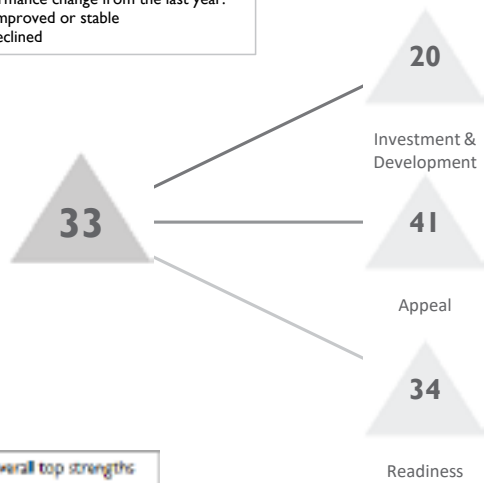 rmance change from the last year:
mproved or stable
eclined
20
Investment &
Development
33
41
Appeal
34
Readiness
verall top strengths